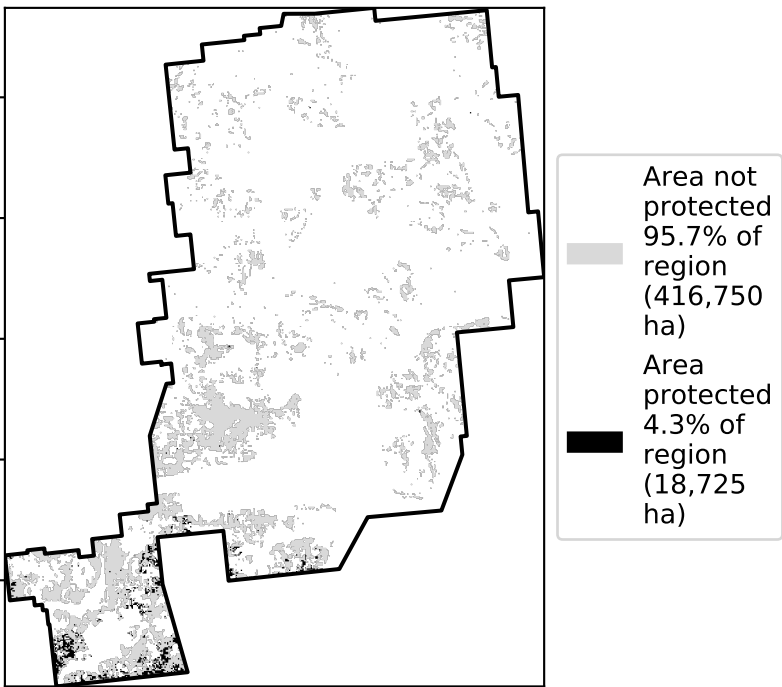 Area not
protected
95.7% of
region
(416,750
ha)
Area
protected
4.3% of
region
(18,725
ha)